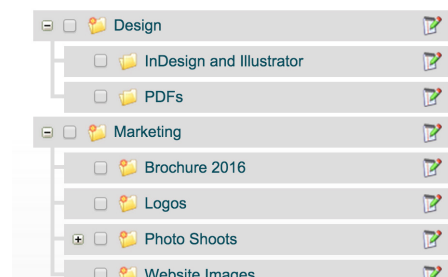 Design
InDesign and Illustrator
PDFs
Marketing
Brochure 2016
Logos
Photo Shoots
Website Images